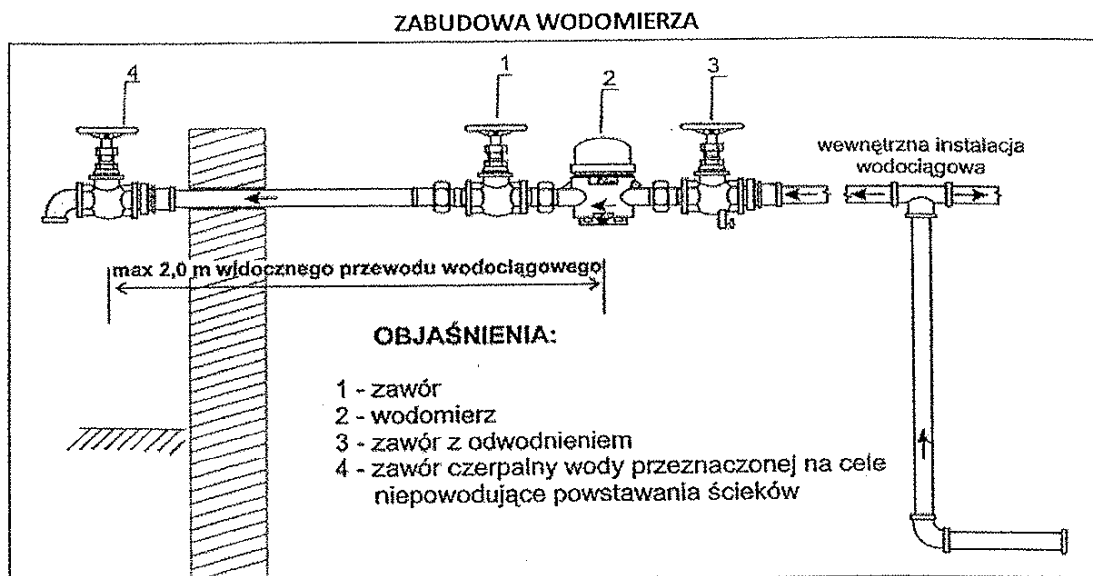 ZABUDOWA WODOMIERZA
4
1
2
3
wewnętrzna instalacja
wodociągowa
max 2,0 m widocznego przewodu wodociągowego
OBJAŚNIENIA:
1 - zawór
2 - wodomierz
3 - zawór z odwodnieniem
4 - zawór czerpalny wody przeznaczonej na cele
niepowodujące powstawania ścieków